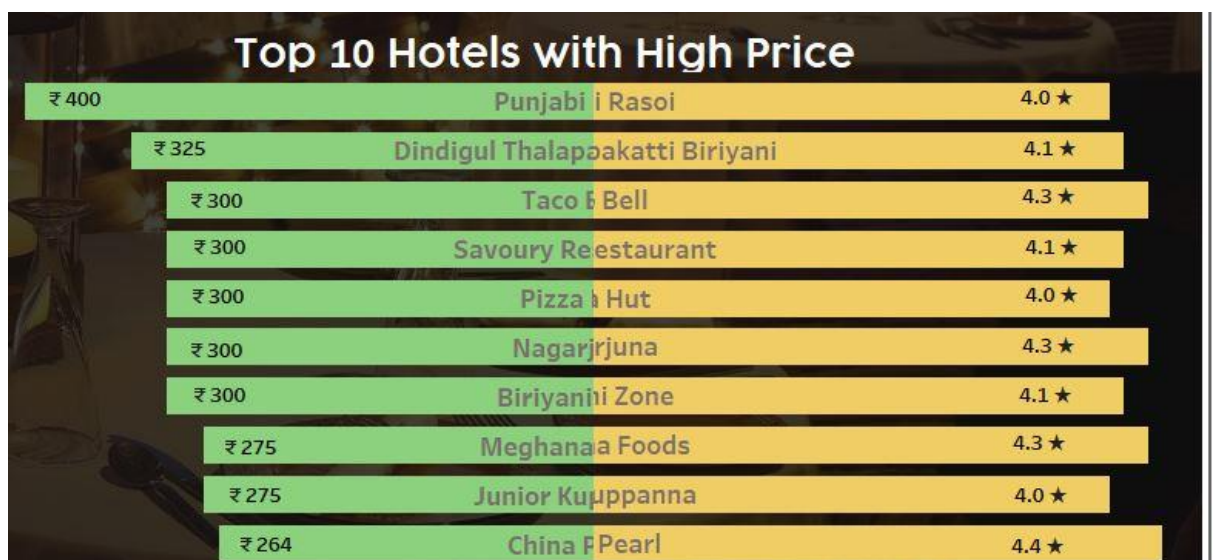 Top 10 Hotels with High Price
₹ 400 Punjabi i Rasoi 4.0 ★
₹ 325 Dindigul Thalapaakatti Biriyani 4.1 ★
₹ 300 Taco B Bell 4.3 ★
₹ 300 Savoury Reestaurant 4.1 ★
₹ 300 Pizza a Hut 4.0 ★
₹ 300 Nagarjrjuna 4.3 ★
₹ 300 Biriyanini Zone 4.1 ★
₹ 275 Meghanaa Foods 4.3 ★
₹ 275 Junior Kuuppanna 4.0 ★
₹ 264 China P Pearl 4.4 ★